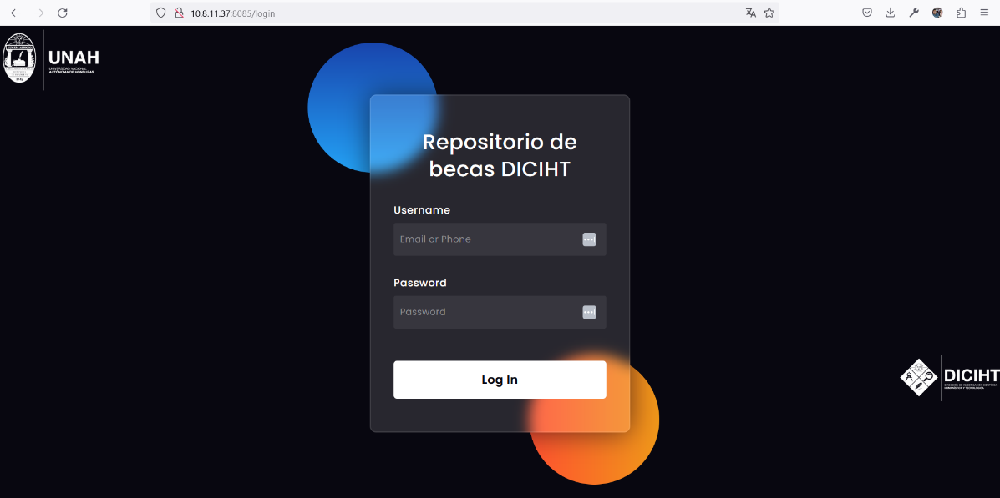 10.8.11.37:8085/login
UNAH
UNIVERSIDAD NACIONAL
AUTÓNOMA DE HONDURAS
Repositorio de
becas DICIHT
Username
Email or Phone
Password
Password
Log In
DICIHT
DIRECCIÓN DE INVESTIGACIÓN CIENTÍFICA,
HUMANÍSTICA Y TECNOLÓGICA